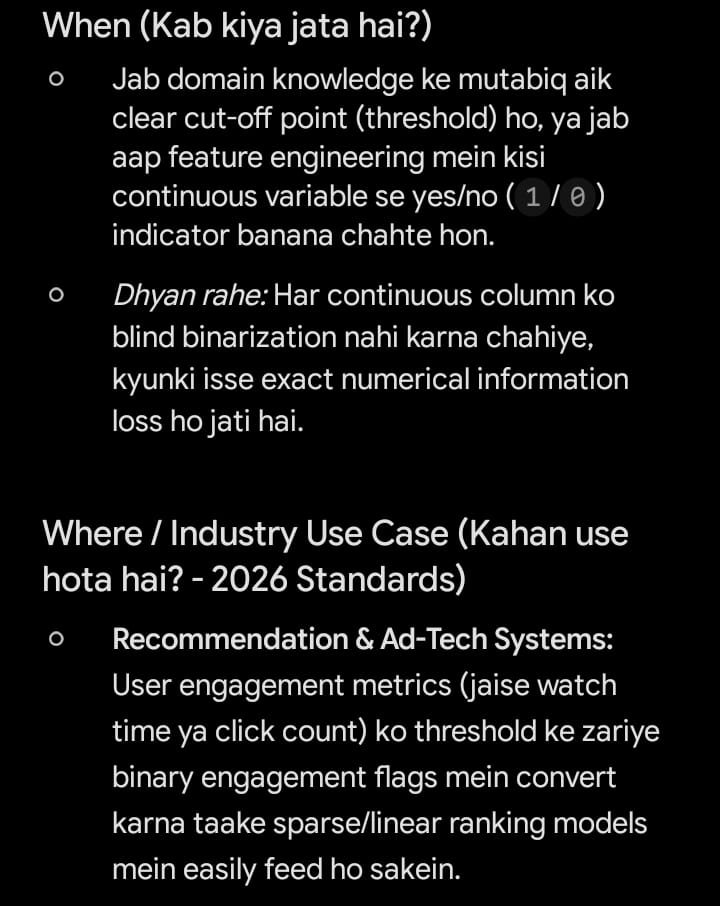 When (Kab kiya jata hai?)
Jab domain knowledge ke mutabiq aik
clear cut-off point (threshold) ho, ya jab
aap feature engineering mein kisi
continuous variable se yes/no ( 1 / 0 )
indicator banana chahte hon.
Dhyan rahe: Har continuous column ko
blind binarization nahi karna chahiye,
kyunki isse exact numerical information
loss ho jati hai.
Where / Industry Use Case (Kahan use
hota hai? - 2026 Standards)
Recommendation & Ad-Tech Systems:
User engagement metrics (jaise watch
time ya click count) ko threshold ke zariye
binary engagement flags mein convert
karna taake sparse/linear ranking models
mein easily feed ho sakein.